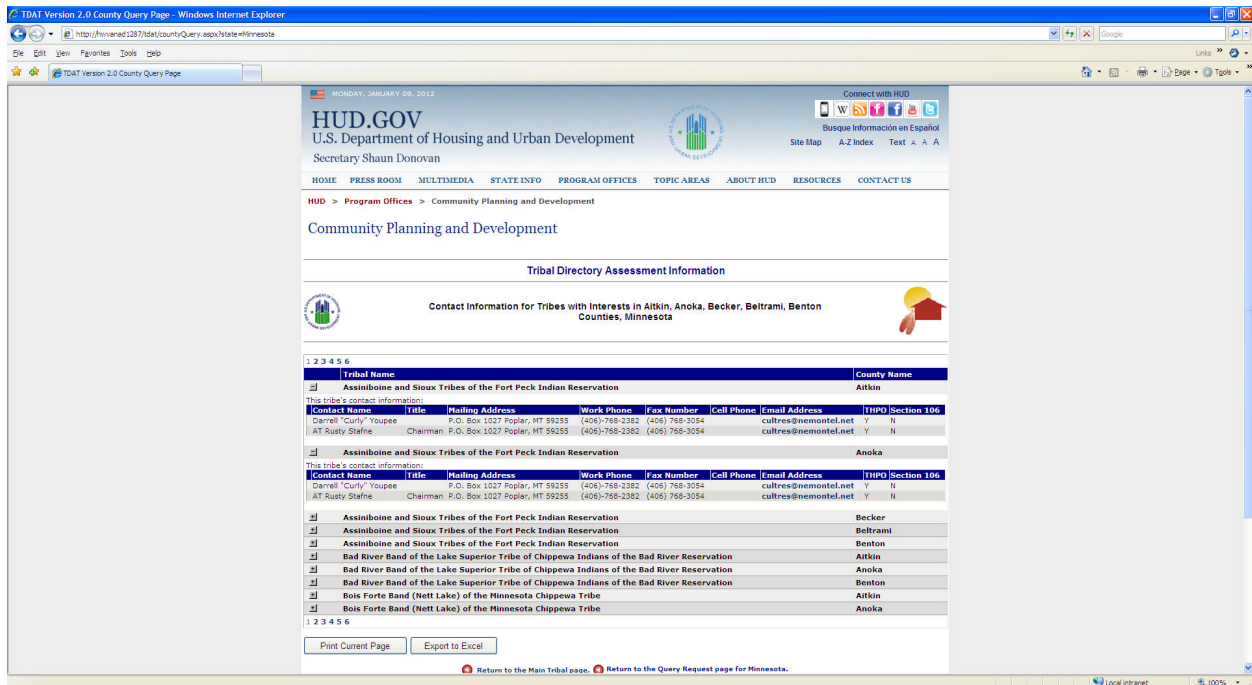 TDAT Version 2.0 County Query Page - Windows Internet Explorer
http://hwvanad1287/tdat/countyQuery.aspx?state=Minnesota
Google
File Edit View Favorites Tools Help
Links »
TDAT Version 2.0 County Query Page
Page Tools »
MONDAY, JANUARY 09, 2012
Connect with HUD
HUD.GOV
U.S. Department of Housing and Urban Development
Secretary Shaun Donovan
Busque Información en Español
Site Map A-Z Index Text A A A
HOME PRESS ROOM MULTIMEDIA STATE INFO PROGRAM OFFICES TOPIC AREAS ABOUT HUD RESOURCES CONTACT US
HUD > Program Offices > Community Planning and Development
Community Planning and Development
Tribal Directory Assessment Information
Contact Information for Tribes with Interests in Aitkin, Anoka, Becker, Beltrami, Benton
Counties, Minnesota
1 2 3 4 5 6
Tribal Name County Name
Assiniboine and Sioux Tribes of the Fort Peck Indian Reservation Aitkin
This tribe's contact information:
Contact Name Title Mailing Address Work Phone Fax Number Cell Phone Email Address THPO Section 106
Darrell "Curly" Youpee P.O. Box 1027 Poplar, MT 59255 (406)-768-2382 (406) 768-3054 cultres@nemontel.net Y N
AT Rusty Stafne Chairman P.O. Box 1027 Poplar, MT 59255 (406)-768-2382 (406) 768-3054 cultres@nemontel.net Y N
Assiniboine and Sioux Tribes of the Fort Peck Indian Reservation Anoka
This tribe's contact information:
Contact Name Title Mailing Address Work Phone Fax Number Cell Phone Email Address THPO Section 106
Darrell "Curly" Youpee P.O. Box 1027 Poplar, MT 59255 (406)-768-2382 (406) 768-3054 cultres@nemontel.net Y N
AT Rusty Stafne Chairman P.O. Box 1027 Poplar, MT 59255 (406)-768-2382 (406) 768-3054 cultres@nemontel.net Y N
Assiniboine and Sioux Tribes of the Fort Peck Indian Reservation Becker
Assiniboine and Sioux Tribes of the Fort Peck Indian Reservation Beltrami
Assiniboine and Sioux Tribes of the Fort Peck Indian Reservation Benton
Bad River Band of the Lake Superior Tribe of Chippewa Indians of the Bad River Reservation Aitkin
Bad River Band of the Lake Superior Tribe of Chippewa Indians of the Bad River Reservation Anoka
Bad River Band of the Lake Superior Tribe of Chippewa Indians of the Bad River Reservation Benton
Bois Forte Band (Nett Lake) of the Minnesota Chippewa Tribe Aitkin
Bois Forte Band (Nett Lake) of the Minnesota Chippewa Tribe Anoka
1 2 3 4 5 6
Print Current Page Export to Excel
Return to the Main Tribal page. Return to the Query Request page for Minnesota.
Local intranet 100%